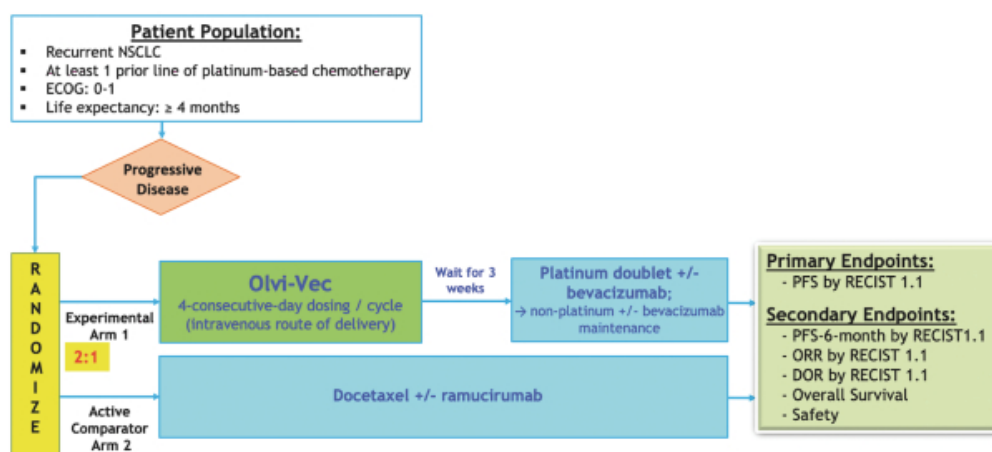 Patient Population:
▪ Recurrent NSCLC
▪ At least 1 prior line of platinum-based chemotherapy
▪ ECOG: 0-1
▪ Life expectancy: ≥ 4 months
Progressive
Disease
RANDOMIZE
Experimental
Arm 1
2:1
Active
Comparator
Arm 2
Olvi-Vec
4-consecutive-day dosing / cycle
(intravenous route of delivery)
Wait for 3
weeks
Platinum doublet +/-
bevacizumab;
→ non-platinum +/- bevacizumab
maintenance
Docetaxel +/- ramucirumab
Primary Endpoints:
- PFS by RECIST 1.1
Secondary Endpoints:
- PFS-6-month by RECIST1.1
- ORR by RECIST 1.1
- DOR by RECIST 1.1
- Overall Survival
- Safety